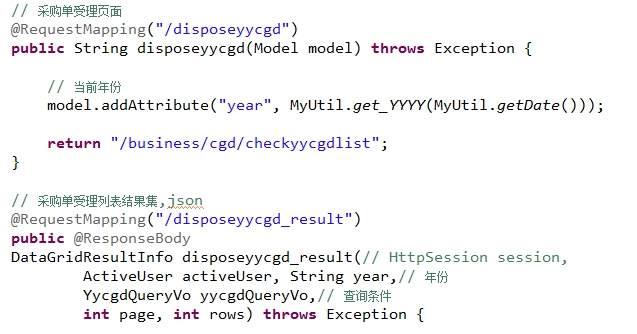 // 采购单受理页面
@RequestMapping("/disposeyycgd")
public String disposeyycgd(Model model) throws Exception {
// 当前年份
model.addAttribute("year", MyUtil.get_YYYY(MyUtil.getDate()));
return "/business/cgd/checkyycgdlist";
}
// 采购单受理列表结果集,json
@RequestMapping("/disposeyycgd_result")
public @ResponseBody
DataGridResultInfo disposeyycgd_result(// HttpSession session,
ActiveUser activeUser, String year,// 年份
YycgdQueryVo yycgdQueryVo,// 查询条件
int page, int rows) throws Exception {